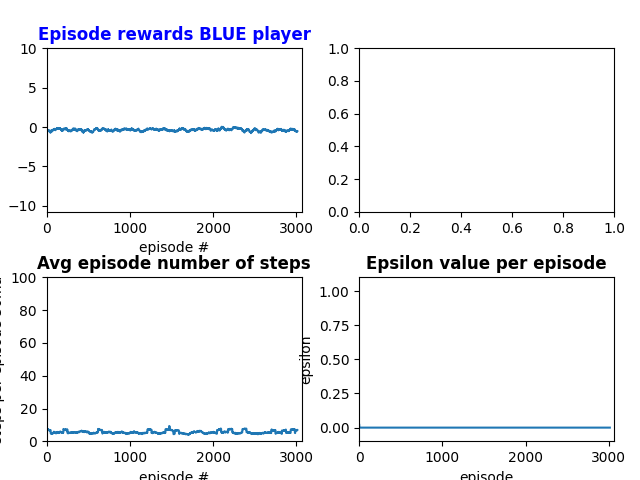 Episode rewards BLUE player
10
5
0
−5
−10
0 1000 2000 3000
episode #
1.0
0.8
0.6
0.4
0.2
0.0
0.0 0.2 0.4 0.6 0.8 1.0
Avg episode number of steps
100
80
60
40
20
0
0 1000 2000 3000
episode #
Epsilon value per episode
epsilon
1.00
0.75
0.50
0.25
0.00
0 1000 2000 3000
episode